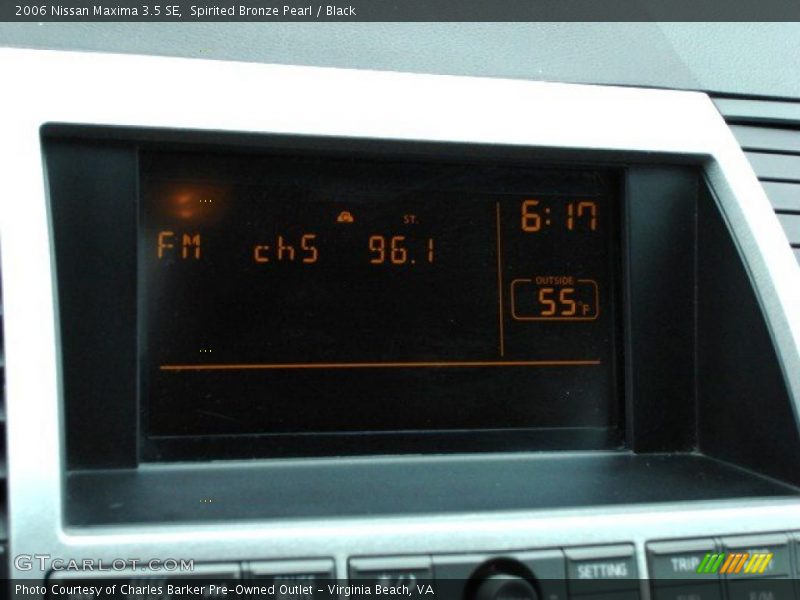 2006 Nissan Maxima 3.5 SE, Spirited Bronze Pearl / Black
ST. 6:17
FM ch5 96.1
OUTSIDE
55°F
SETTING TRIP
GTCARLOT.COM
Photo Courtesy of Charles Barker Pre-Owned Outlet - Virginia Beach, VA